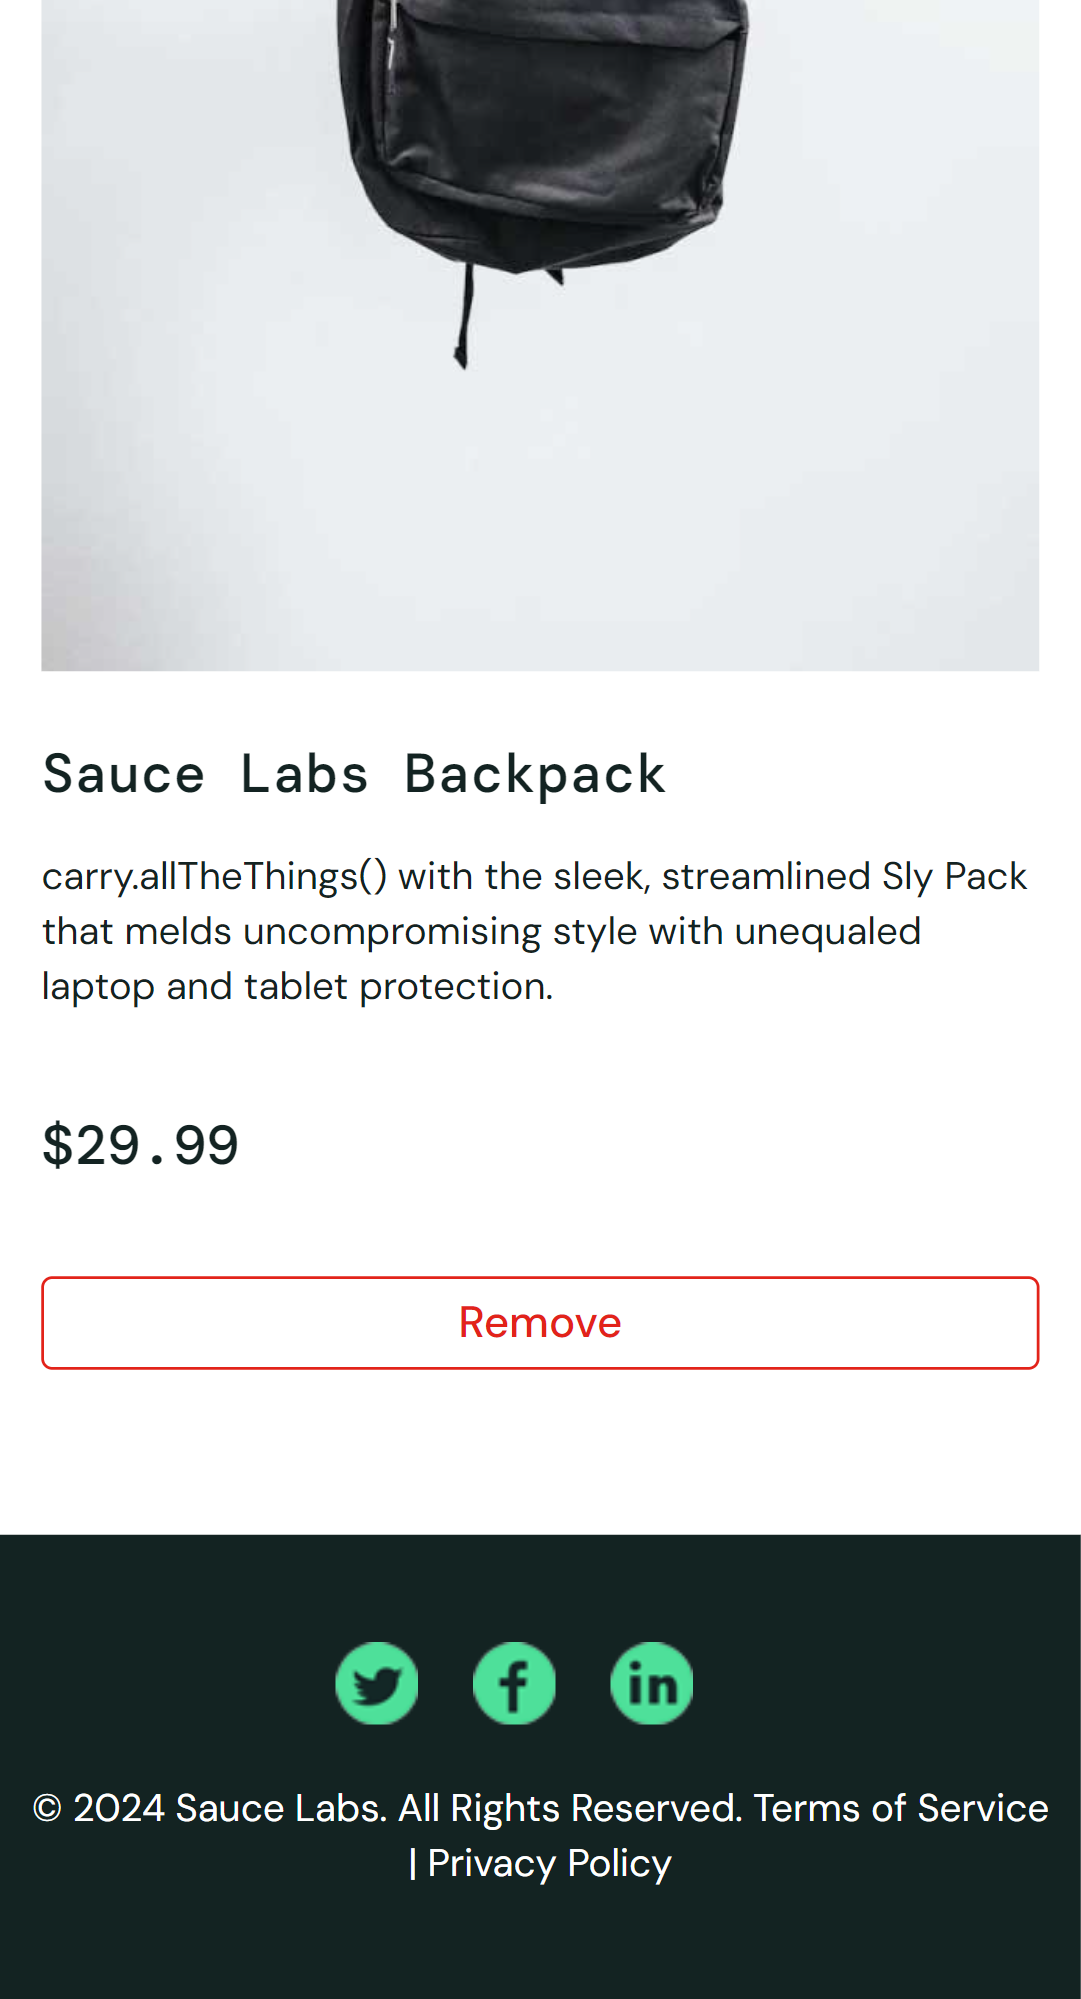 Sauce Labs Backpack
carry.allTheThings() with the sleek, streamlined Sly Pack
that melds uncompromising style with unequaled
laptop and tablet protection.
$29.99
Remove
f in
© 2024 Sauce Labs. All Rights Reserved. Terms of Service
| Privacy Policy